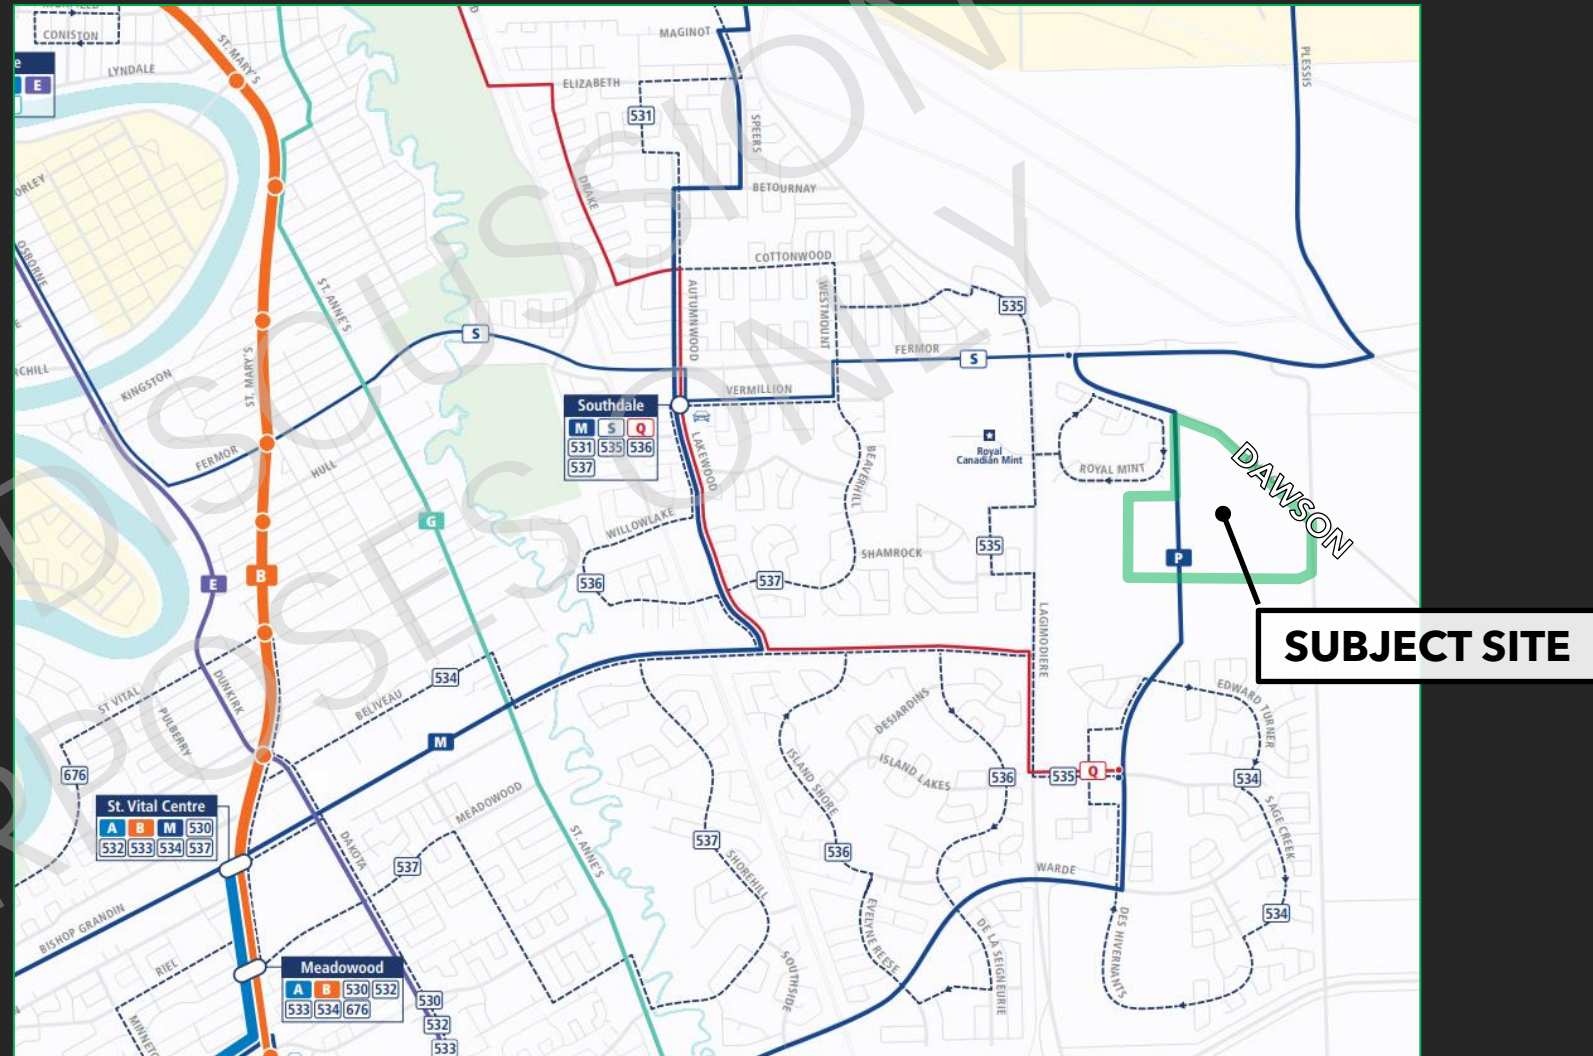 CONISTON
LYNDALE
ST. MARY'S
E
MAGINOT
ELIZABETH
531
SPEERS
DRAKE
BETOURNAY
PLESSIS
OSBORNE
ST. ANNE'S
COTTONWOOD
AUTUMNWOOD
WESTMOUNT
535
S
FERMOR
S
KINGSTON
ST. MARY'S
VERMILLION
FERMOR
HULL
Southdale
M S Q
531 535 536
537
LAKEWOOD
BEAVERHILL
Royal
Canadian Mint
ROYAL MINT
DAWSON
G
WILLOWLAKE
SHAMROCK
535
P
E
B
536
537
LAGIMODIERE
SUBJECT SITE
ST VITAL
PULBERRY
DUNKIRK
BELIVEAU
534
DESJARDINS
EDWARD TURNER
M
676
ISLAND SHORE
ISLAND LAKES
536
535
Q
534
St. Vital Centre
A B M 530
532 533 534 537
MEADOWOOD
DAKOTA
ST. ANNE'S
537
537
SHOREHILL
536
WARDE
SAGE CREEK
BISHOP GRANDIN
EVELYNE REESE
DE LA SEIGNEURIE
DES HIVERNANTS
534
RIEL
SOUTHSIDE
Meadowood
A B 530 532
533 534 676
530
532
533
DISCUSSION
ONLY